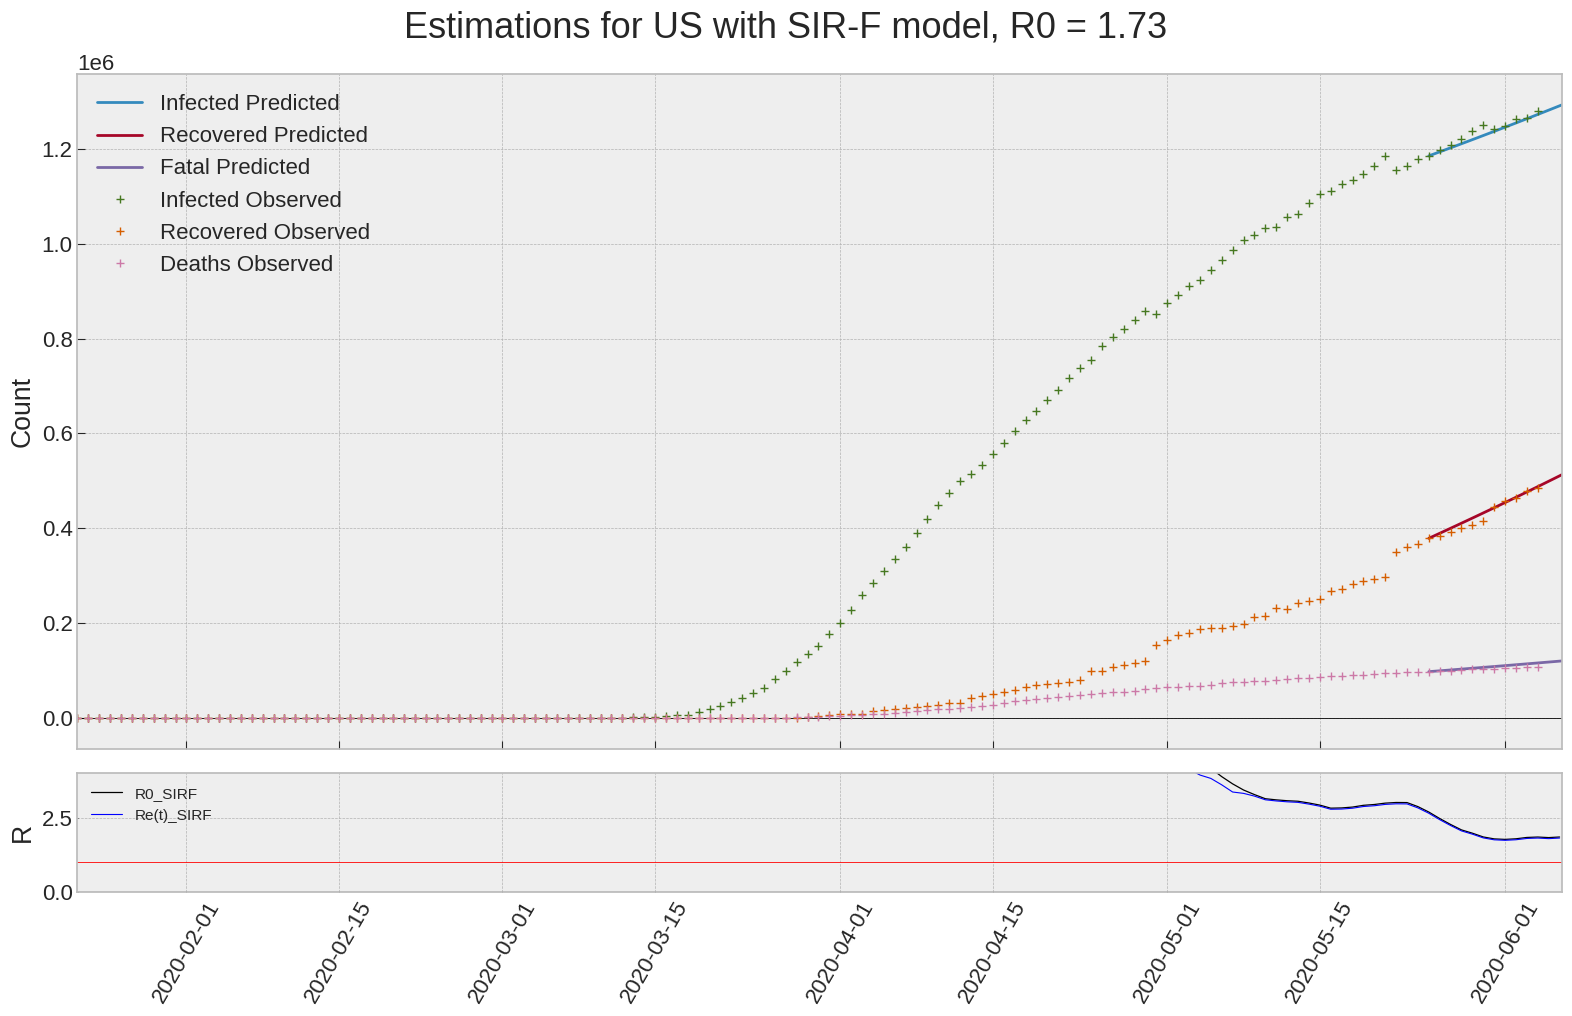 Estimations for US with SIR-F model, R0 = 1.73
1e6
Infected Predicted
Recovered Predicted
Fatal Predicted
Infected Observed
Recovered Observed
Deaths Observed
Count
1.2
1.0
0.8
0.6
0.4
0.2
0.0
R0_SIRF
Re(t)_SIRF
R
2.5
0.0
2020-02-01
2020-02-15
2020-03-01
2020-03-15
2020-04-01
2020-04-15
2020-05-01
2020-05-15
2020-06-01